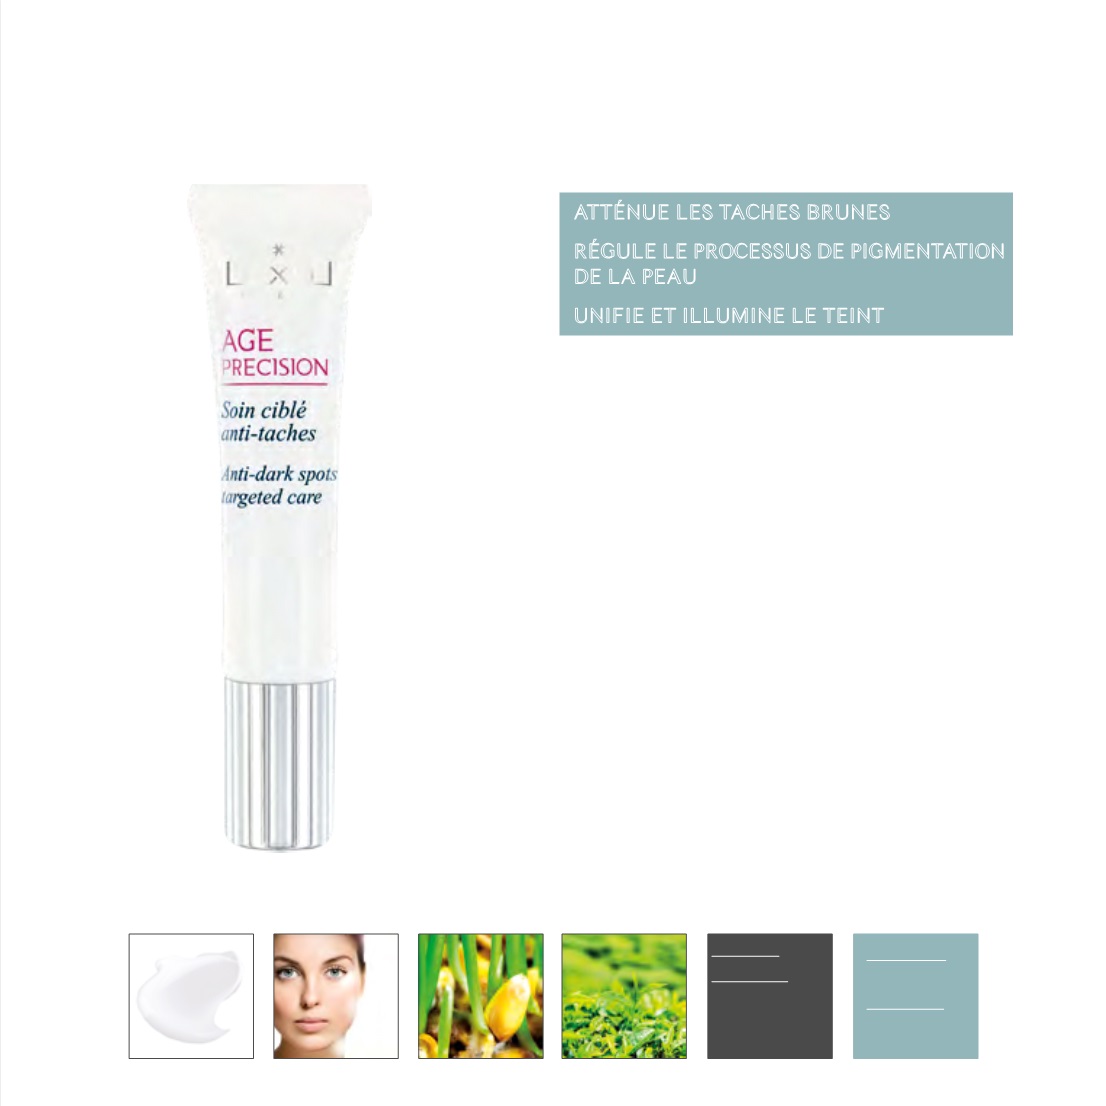 ATTÉNUE LES TACHES BRUNES
RÉGULE LE PROCESSUS DE PIGMENTATION
DE LA PEAU
UNIFIE ET ILLUMINE LE TEINT
AGE
PRECISION
Soin ciblé
anti-taches
Anti-dark spots
targeted care